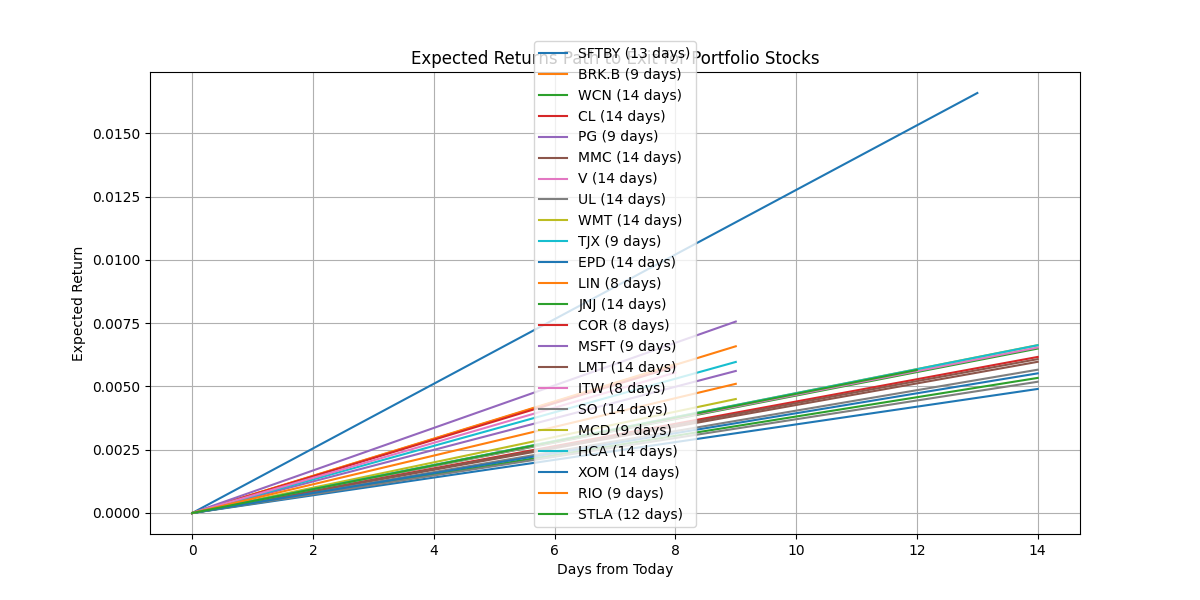 Expected Returns Path to Exit for Portfolio Stocks
SFTBY (13 days)
BRK.B (9 days)
WCN (14 days)
CL (14 days)
PG (9 days)
MMC (14 days)
V (14 days)
UL (14 days)
WMT (14 days)
TJX (9 days)
EPD (14 days)
LIN (8 days)
JNJ (14 days)
COR (8 days)
MSFT (9 days)
LMT (14 days)
ITW (8 days)
SO (14 days)
MCD (9 days)
HCA (14 days)
XOM (14 days)
RIO (9 days)
STLA (12 days)
Expected Return
0.0150
0.0125
0.0100
0.0075
0.0050
0.0025
0.0000
0 2 4 6 8 10 12 14
Days from Today